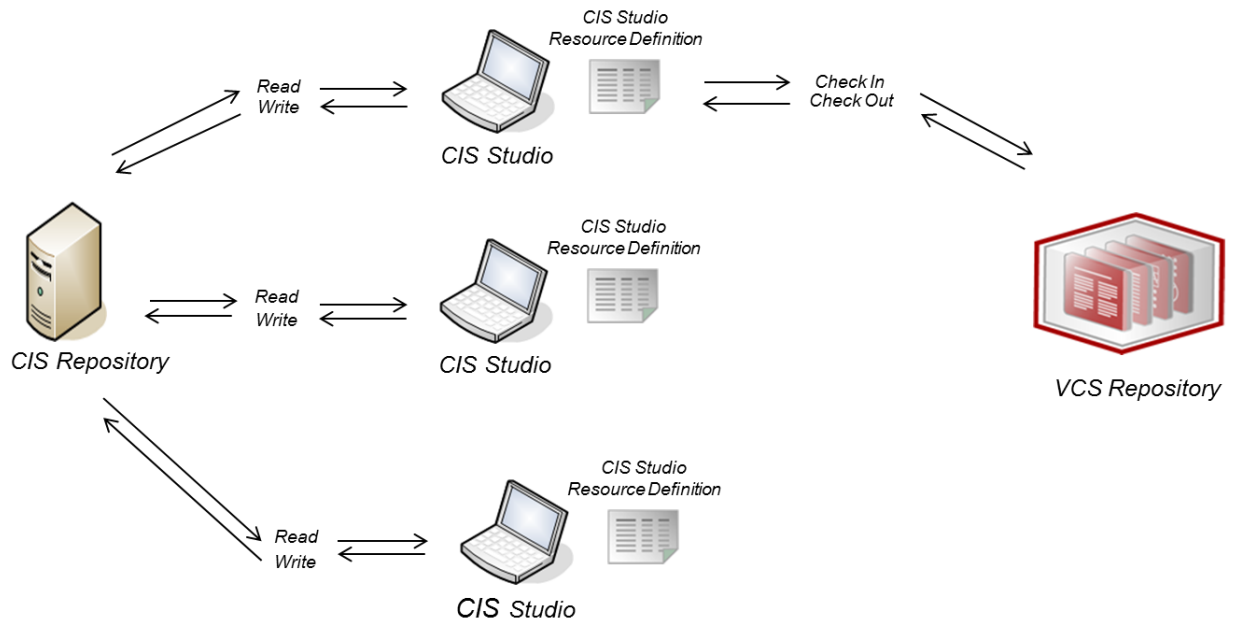 CIS Studio
Resource Definition
Read
Write
Check In
Check Out
CIS Studio
CIS Studio
Resource Definition
Read
Write
CIS Studio
CIS Repository
VCS Repository
CIS Studio
Resource Definition
Read
Write
CIS Studio